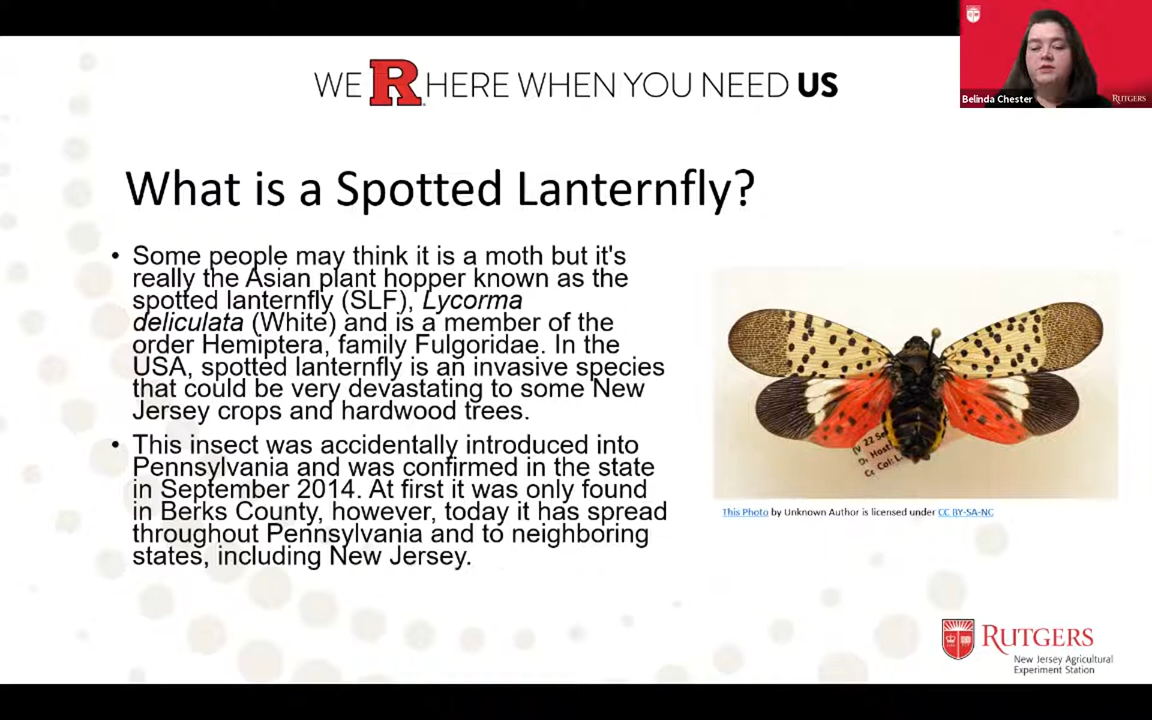 WE R HERE WHEN YOU NEED US
Belinda Chester
RUTGERS
What is a Spotted Lanternfly?
• Some people may think it is a moth but it's
really the Asian plant hopper known as the
spotted lanternfly (SLF), Lycorma
deliculata (White) and is a member of the
order Hemiptera, family Fulgoridae. In the
USA, spotted lanternfly is an invasive species
that could be very devastating to some New
Jersey crops and hardwood trees.
• This insect was accidentally introduced into
Pennsylvania and was confirmed in the state
in September 2014. At first it was only found
in Berks County, however, today it has spread
throughout Pennsylvania and to neighboring
states, including New Jersey.
22 Se
Host
Col: L
This Photo by Unknown Author is licensed under CC BY-SA-NC
RUTGERS
New Jersey Agricultural
Experiment Station